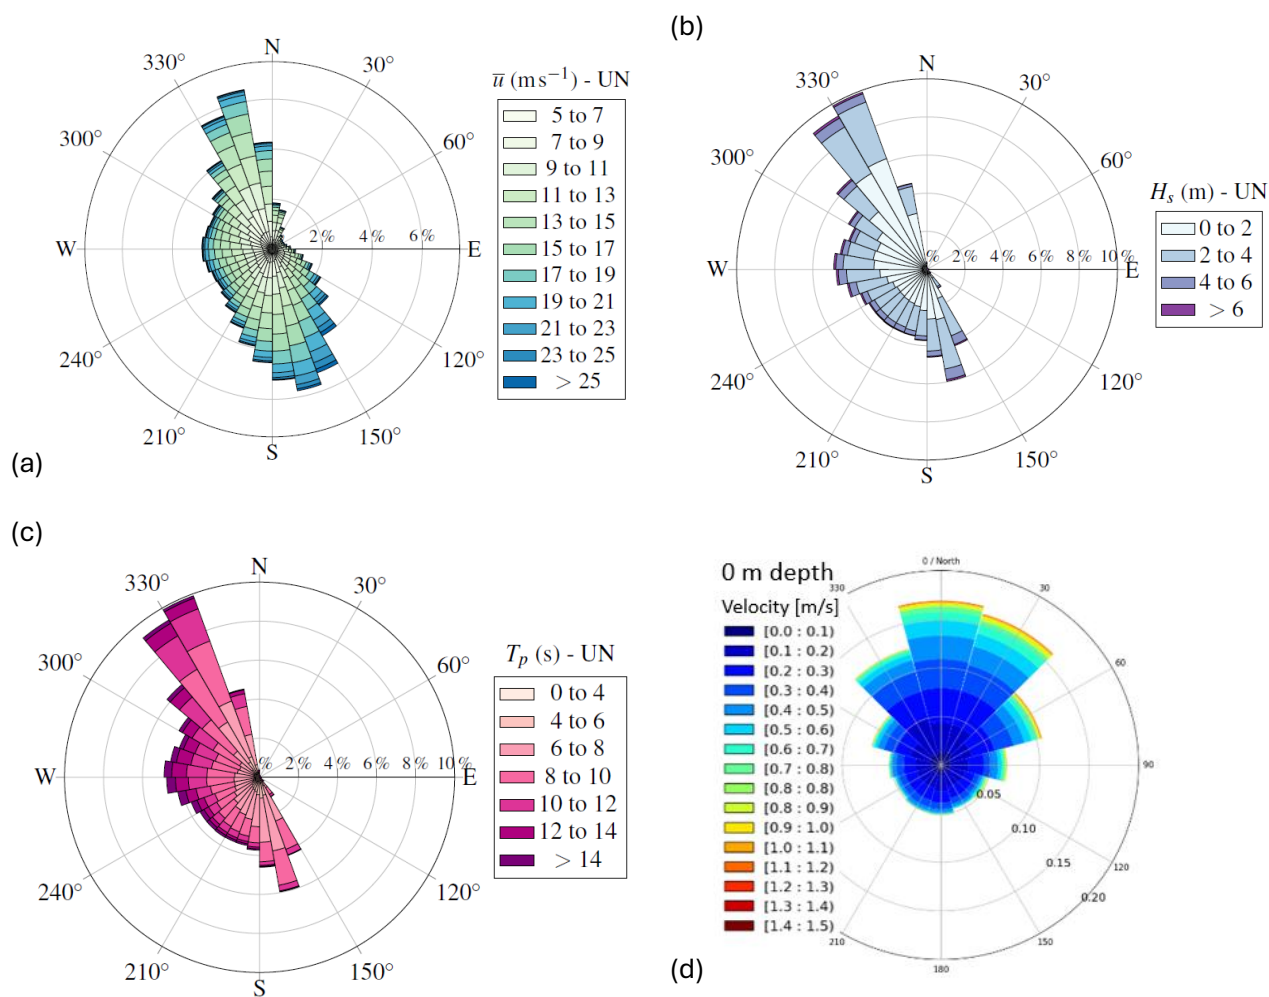 (a)
N
30°
60°
E
120°
150°
S
210°
240°
W
300°
330°
2 %
4 %
6 %
u̅ (m s⁻¹) - UN
5 to 7
7 to 9
9 to 11
11 to 13
13 to 15
15 to 17
17 to 19
19 to 21
21 to 23
23 to 25
> 25
(b)
N
30°
60°
E
120°
150°
S
210°
240°
W
300°
330°
%
2 %
4 %
6 %
8 %
10 %
Hₛ (m) - UN
0 to 2
2 to 4
4 to 6
> 6
(c)
N
30°
60°
E
120°
150°
S
210°
240°
W
300°
330°
%
2 %
4 %
6 %
8 %
10 %
Tₚ (s) - UN
0 to 4
4 to 6
6 to 8
8 to 10
10 to 12
12 to 14
> 14
(d)
0 m depth
Velocity [m/s]
[0.0 : 0.1)
[0.1 : 0.2)
[0.2 : 0.3)
[0.3 : 0.4)
[0.4 : 0.5)
[0.5 : 0.6)
[0.6 : 0.7)
[0.7 : 0.8)
[0.8 : 0.8)
[0.8 : 0.9)
[0.9 : 1.0)
[1.0 : 1.1)
[1.1 : 1.2)
[1.2 : 1.3)
[1.3 : 1.4)
[1.4 : 1.5)
0 / North
30
60
90
120
150
180
210
330
0.05
0.10
0.15
0.20